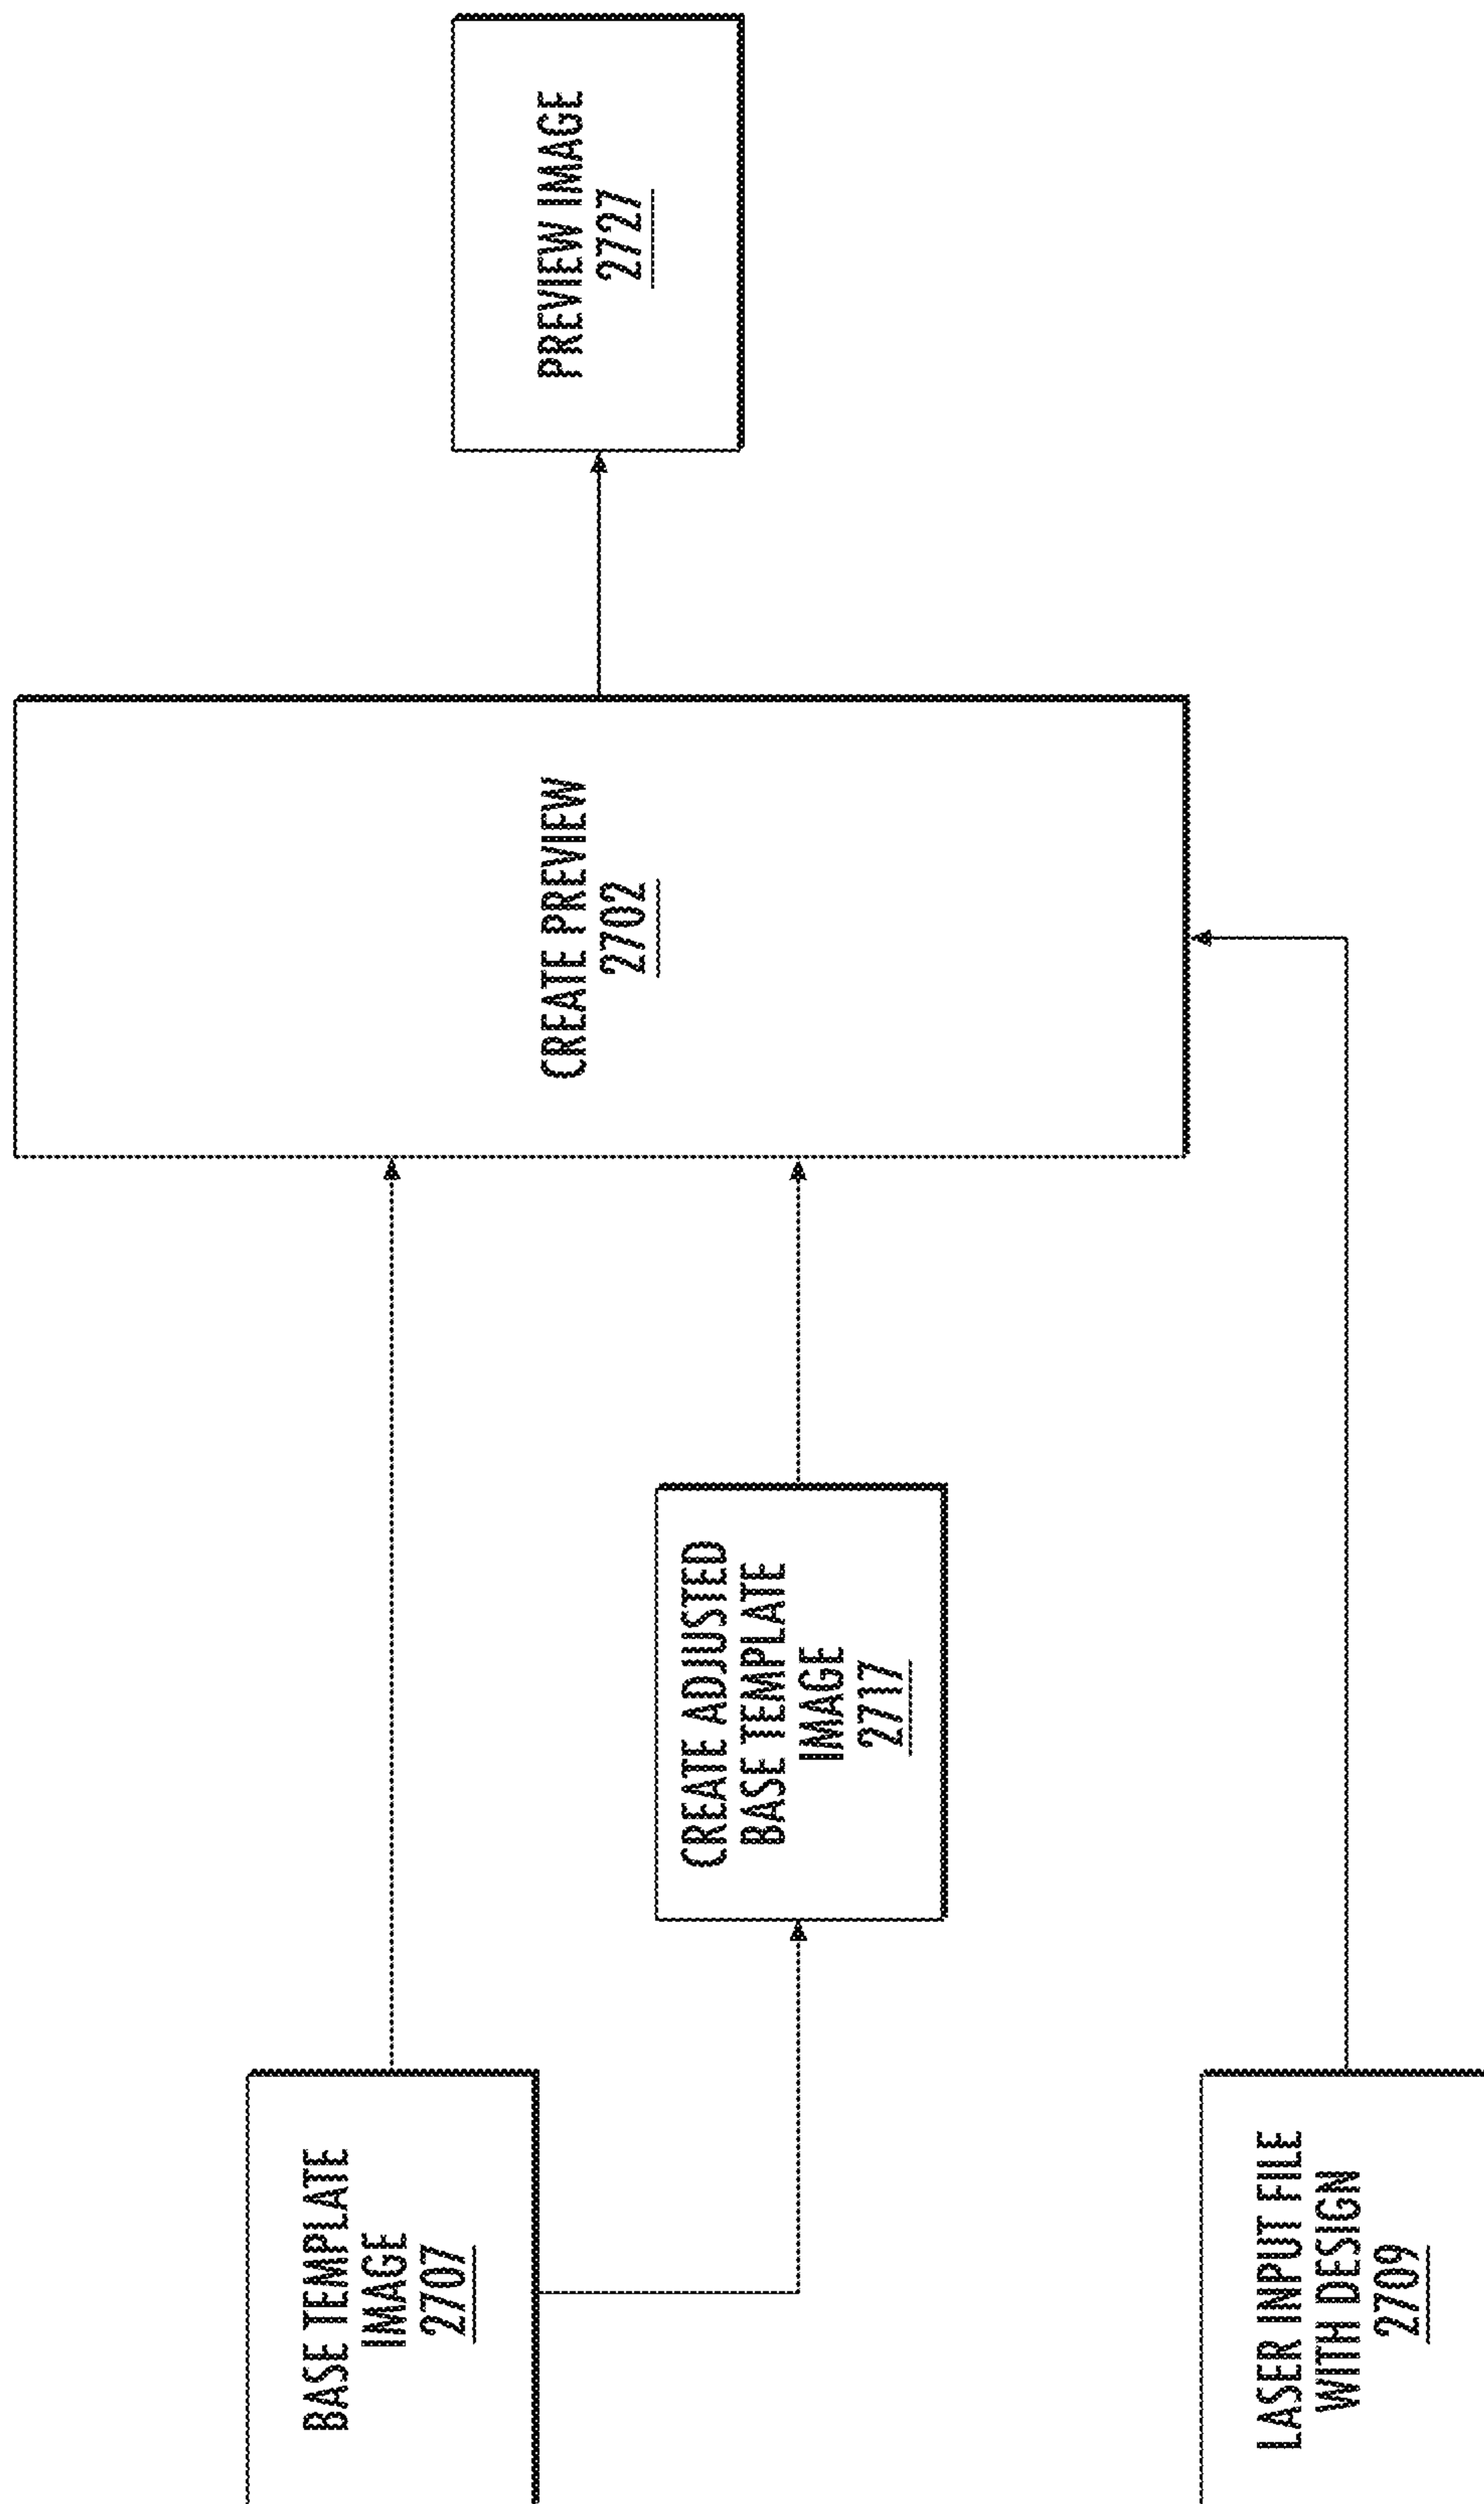 BASE TEMPLATE
IMAGE
2707
CREATE ADJUSTED
BASE TEMPLATE
IMAGE
2717
LASER INPUT FILE
WITH DESIGN
2709
CREATE PREVIEW
2702
PREVIEW IMAGE
2727